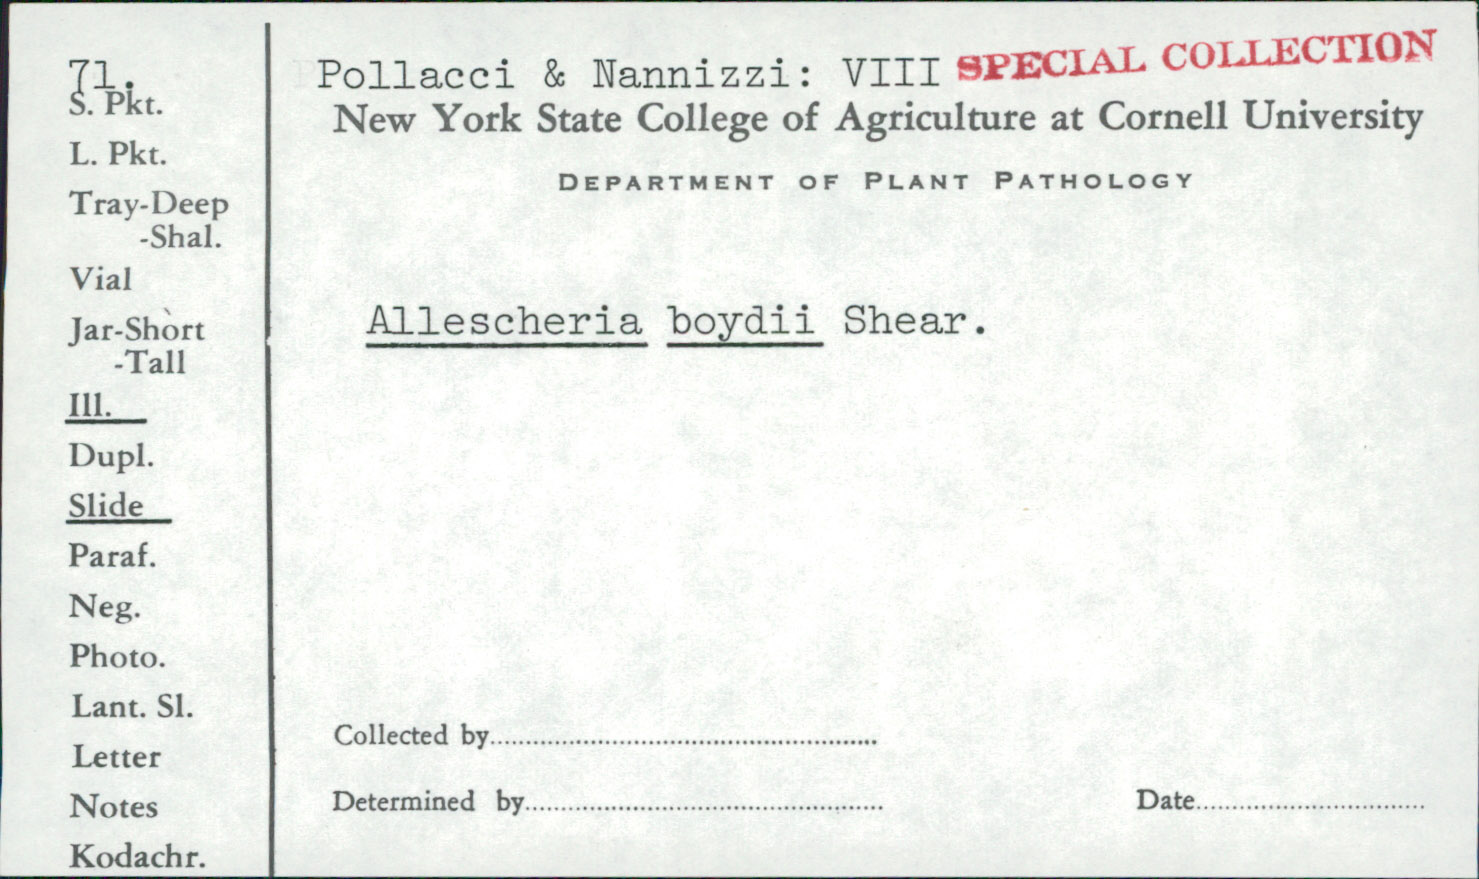 71.
S. Pkt.
L. Pkt.
Tray-Deep
-Shal.
Vial
Jar-Short
-Tall
Ill.
Dupl.
Slide
Paraf.
Neg.
Photo.
Lant. Sl.
Letter
Notes
Kodachr.
Pollacci & Nannizzi: VIII SPECIAL COLLECTION
New York State College of Agriculture at Cornell University
DEPARTMENT OF PLANT PATHOLOGY
Allescheria boydii Shear.
Collected by
Determined by
Date